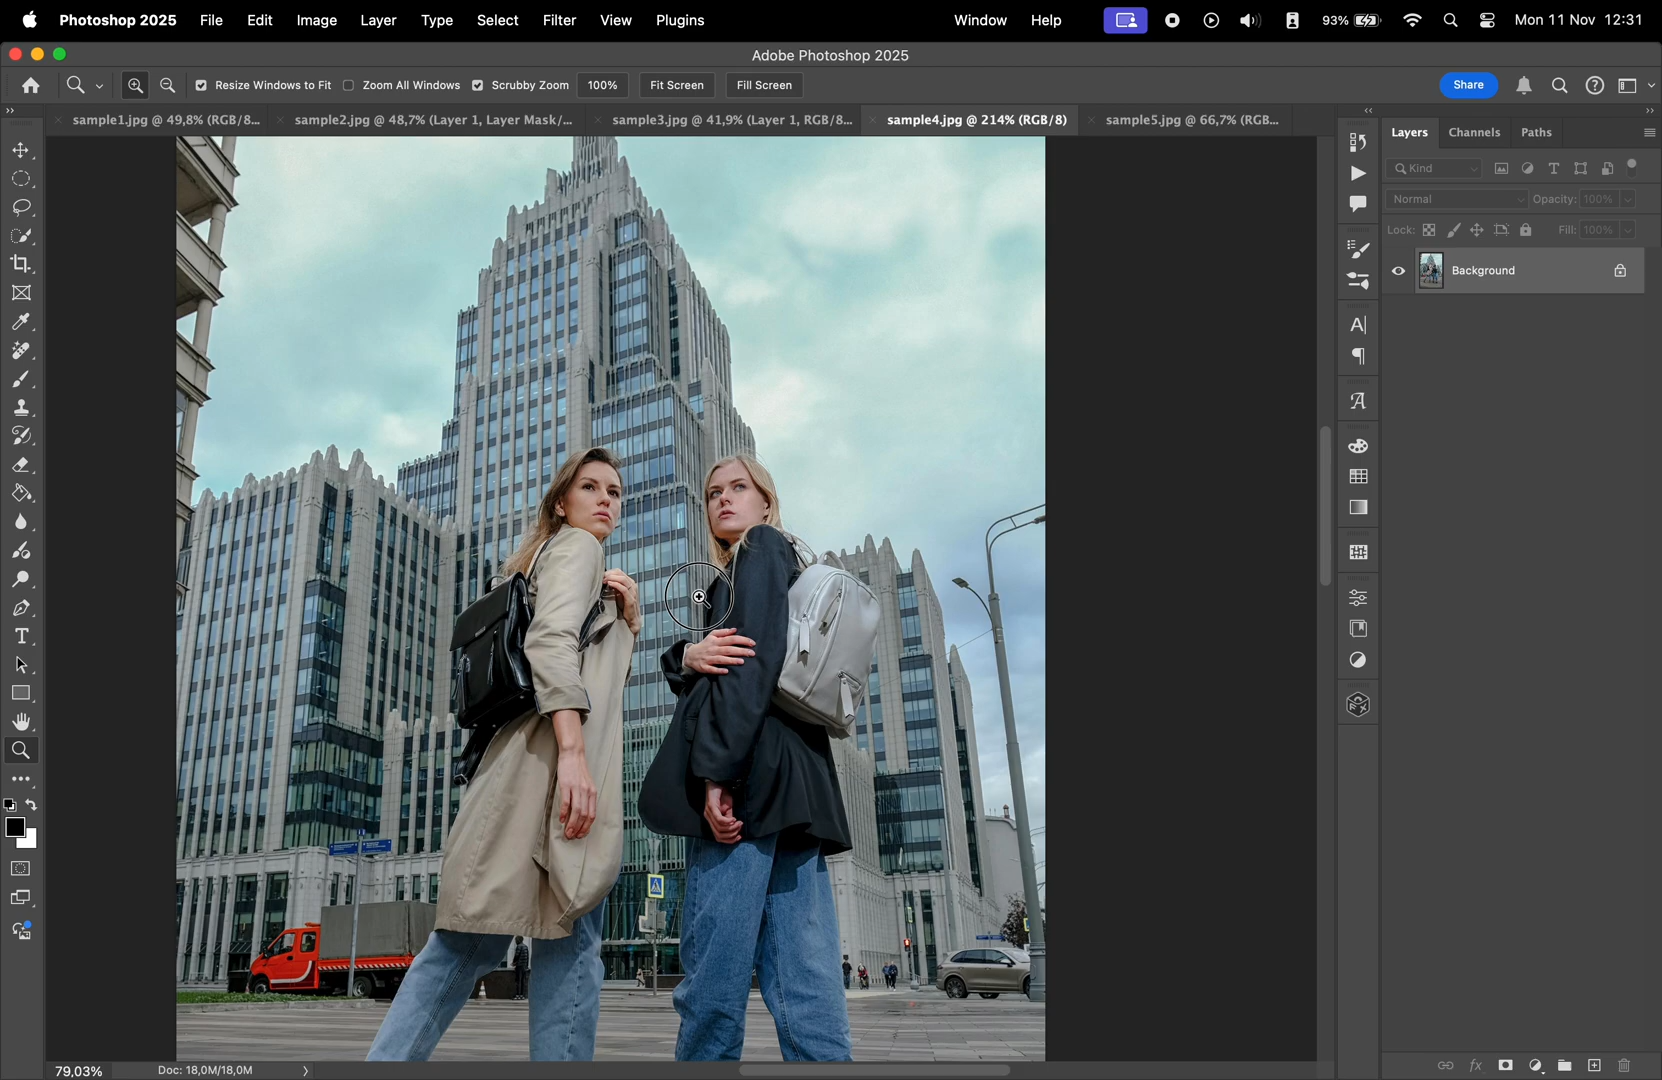 Photoshop 2025 File Edit Image Layer Type Select Filter View Plugins Window Help 93% Mon 11 Nov 12:31
Adobe Photoshop 2025
Resize Windows to Fit Zoom All Windows Scrubby Zoom 100% Fit Screen Fill Screen Share
sample1.jpg @ 49,8% (RGB/8... sample2.jpg @ 48,7% (Layer 1, Layer Mask/... sample3.jpg @ 41,9% (Layer 1, RGB/8... sample4.jpg @ 214% (RGB/8) sample5.jpg @ 66,7% (RGB...
Layers Channels Paths
Kind
Normal Opacity: 100%
Lock: Fill: 100%
Background
79,03% Doc: 18,0M/18,0M